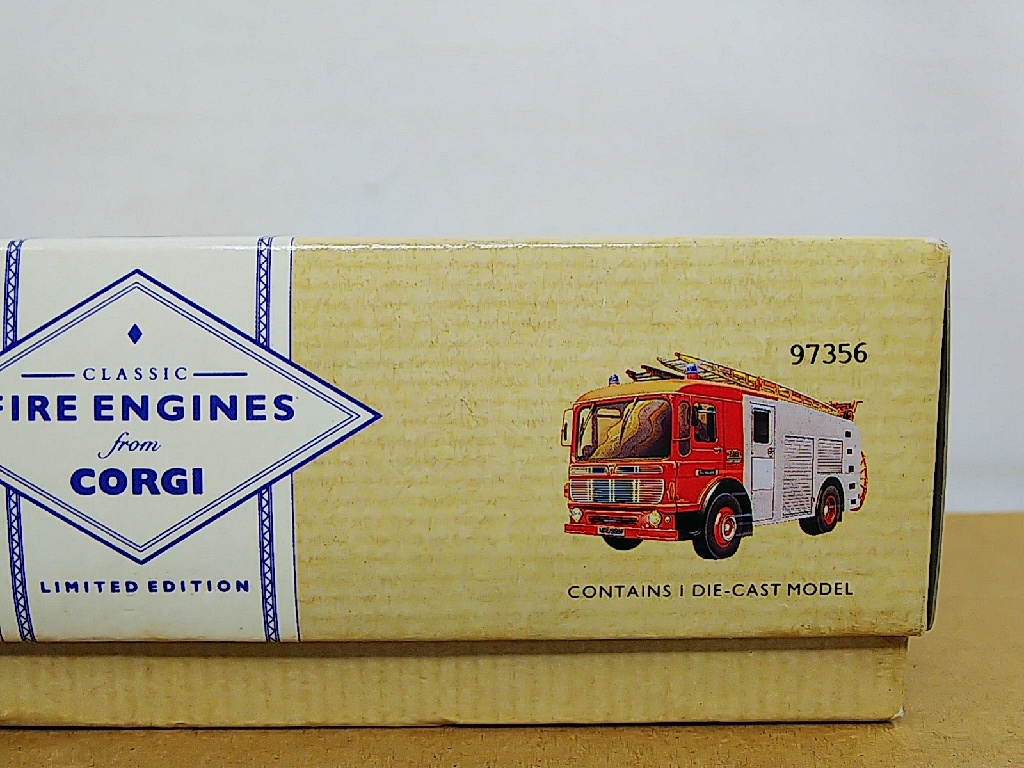 CLASSIC
FIRE ENGINES
from
CORGI
LIMITED EDITION
97356
CONTAINS 1 DIE-CAST MODEL